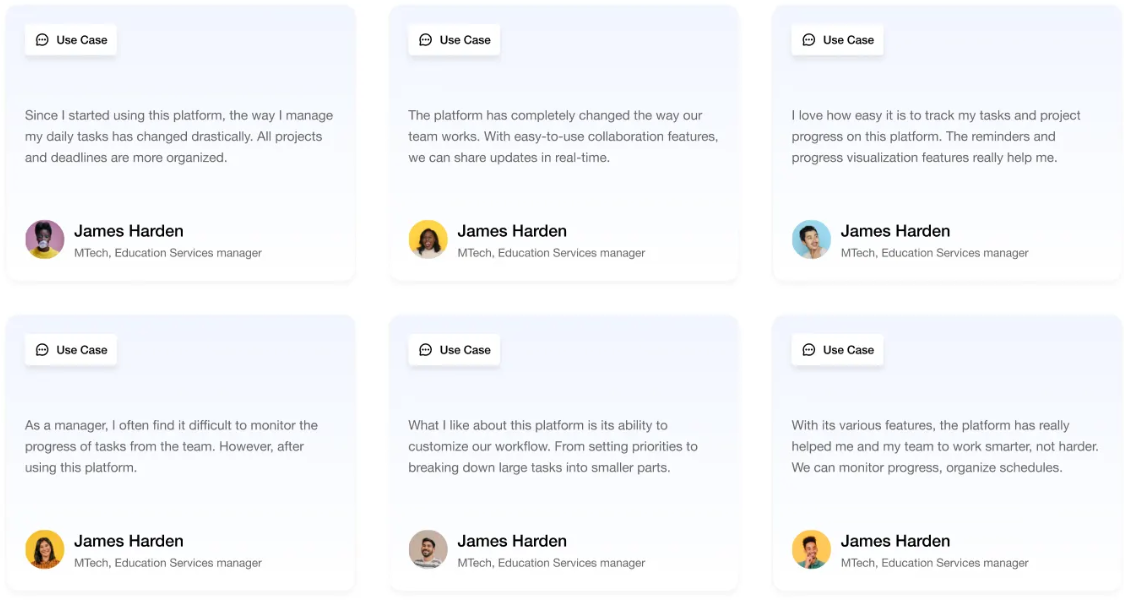 Use Case
Since I started using this platform, the way I manage
my daily tasks has changed drastically. All projects
and deadlines are more organized.
James Harden
MTech, Education Services manager
Use Case
The platform has completely changed the way our
team works. With easy-to-use collaboration features,
we can share updates in real-time.
James Harden
MTech, Education Services manager
Use Case
I love how easy it is to track my tasks and project
progress on this platform. The reminders and
progress visualization features really help me.
James Harden
MTech, Education Services manager
Use Case
As a manager, I often find it difficult to monitor the
progress of tasks from the team. However, after
using this platform.
James Harden
MTech, Education Services manager
Use Case
What I like about this platform is its ability to
customize our workflow. From setting priorities to
breaking down large tasks into smaller parts.
James Harden
MTech, Education Services manager
Use Case
With its various features, the platform has really
helped me and my team to work smarter, not harder.
We can monitor progress, organize schedules.
James Harden
MTech, Education Services manager